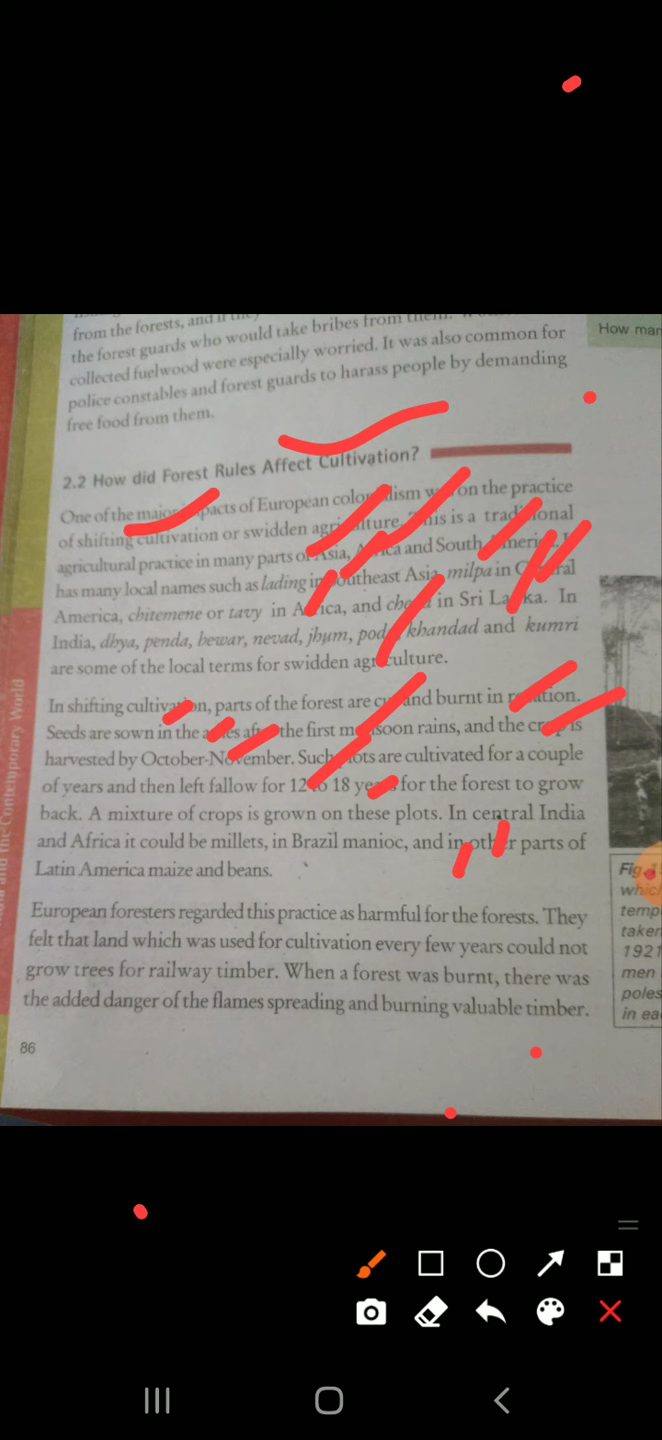 from the forests, and if they
the forest guards who would take bribes from them.
collected fuelwood were especially worried. It was also common for
police constables and forest guards to harass people by demanding
free food from them.
How
2.2 How did Forest Rules Affect Cultivation?
One of the major impacts of European colonialism was on the practice
of shifting cultivation or swidden agriculture. This is a traditional
agricultural practice in many parts of Asia, Africa and South America. It
has many local names such as lading in Southeast Asia, milpa in Central
America, chitemene or tavy in Africa, and chena in Sri Lanka. In
India, dhya, penda, bewar, nevad, jhum, podu, khandad and kumri
are some of the local terms for swidden agriculture.
In shifting cultivation, parts of the forest are cut and burnt in rotation.
Seeds are sown in the ashes after the first monsoon rains, and the crop is
harvested by October-November. Such plots are cultivated for a couple
of years and then left fallow for 12 to 18 years for the forest to grow
back. A mixture of crops is grown on these plots. In central India
and Africa it could be millets, in Brazil manioc, and in other parts of
Latin America maize and beans.
European foresters regarded this practice as harmful for the forests. They
felt that land which was used for cultivation every few years could not
grow trees for railway timber. When a forest was burnt, there was
the added danger of the flames spreading and burning valuable timber.
86
and the Contemporary World
Fig.
which
temp
taken
1921
men
poles
in ea